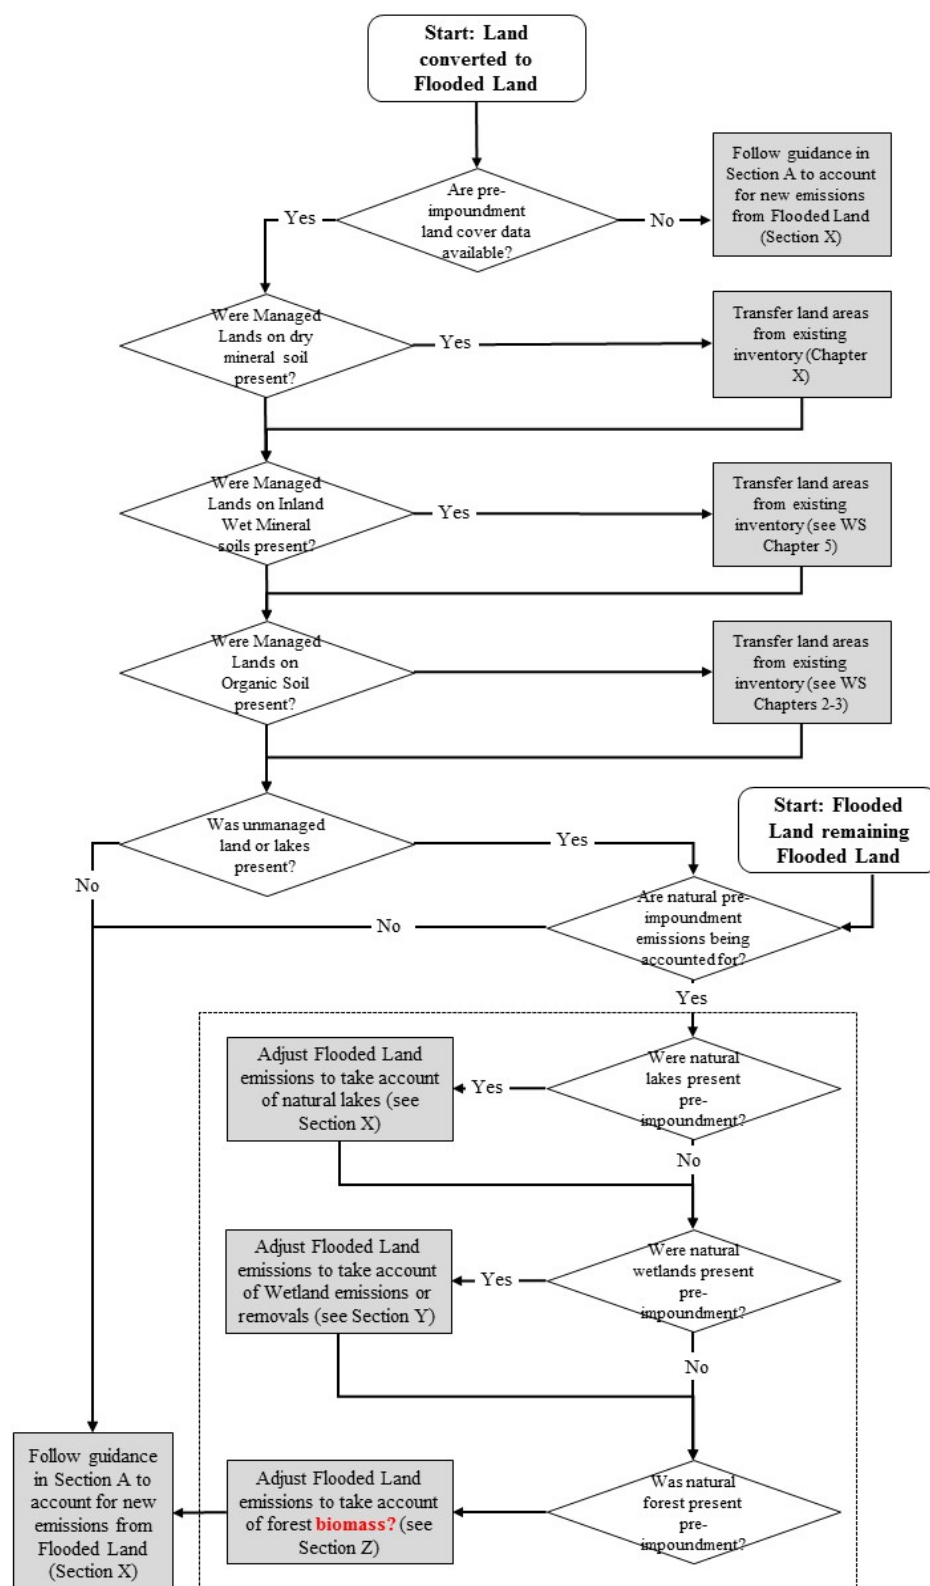 Start: Land
converted to
Flooded Land
Are pre-
impoundment
land cover data
available?
Yes
No
Follow guidance in
Section A to account
for new emissions
from Flooded Land
(Section X)
Were Managed
Lands on dry
mineral soil
present?
Yes
Transfer land areas
from existing
inventory (Chapter
X)
Were Managed
Lands on Inland
Wet Mineral
soils present?
Yes
Transfer land areas
from existing
inventory (see WS
Chapter 5)
Were Managed
Lands on
Organic Soil
present?
Transfer land areas
from existing
inventory (see WS
Chapters 2-3)
Was unmanaged
land or lakes
present?
Yes
No
Start: Flooded
Land remaining
Flooded Land
Are natural pre-
impoundment
emissions being
accounted for?
No
Yes
Were natural
lakes present
pre-
impoundment?
Yes
Adjust Flooded Land
emissions to take account
of natural lakes (see
Section X)
No
Were natural
wetlands present
pre-
impoundment?
Yes
Adjust Flooded Land
emissions to take account
of Wetland emissions or
removals (see Section Y)
No
Was natural
forest present
pre-
impoundment?
Adjust Flooded Land
emissions to take account
of forest biomass? (see
Section Z)
Follow guidance
in Section A to
account for new
emissions from
Flooded Land
(Section X)